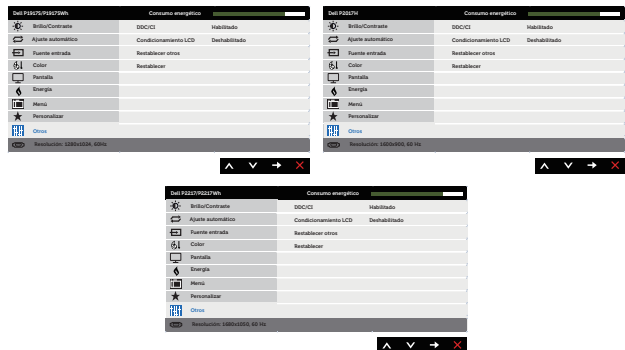 Dell P1917S/P1917SWh Consumo energético
Brillo/Contraste DDC/CI Habilitado
Ajuste automático Condicionamiento LCD Deshabilitado
Fuente entrada Restablecer otros
Color Restablecer
Pantalla
Energía
Menú
Personalizar
Otros
Resolución: 1280x1024, 60Hz
Dell P2017H Consumo energético
Brillo/Contraste DDC/CI Habilitado
Ajuste automático Condicionamiento LCD Deshabilitado
Fuente entrada Restablecer otros
Color Restablecer
Pantalla
Energía
Menú
Personalizar
Otros
Resolución: 1600x900, 60 Hz
Dell P2217/P2217Wh Consumo energético
Brillo/Contraste DDC/CI Habilitado
Ajuste automático Condicionamiento LCD Deshabilitado
Fuente entrada Restablecer otros
Color Restablecer
Pantalla
Energía
Menú
Personalizar
Otros
Resolución: 1680x1050, 60 Hz